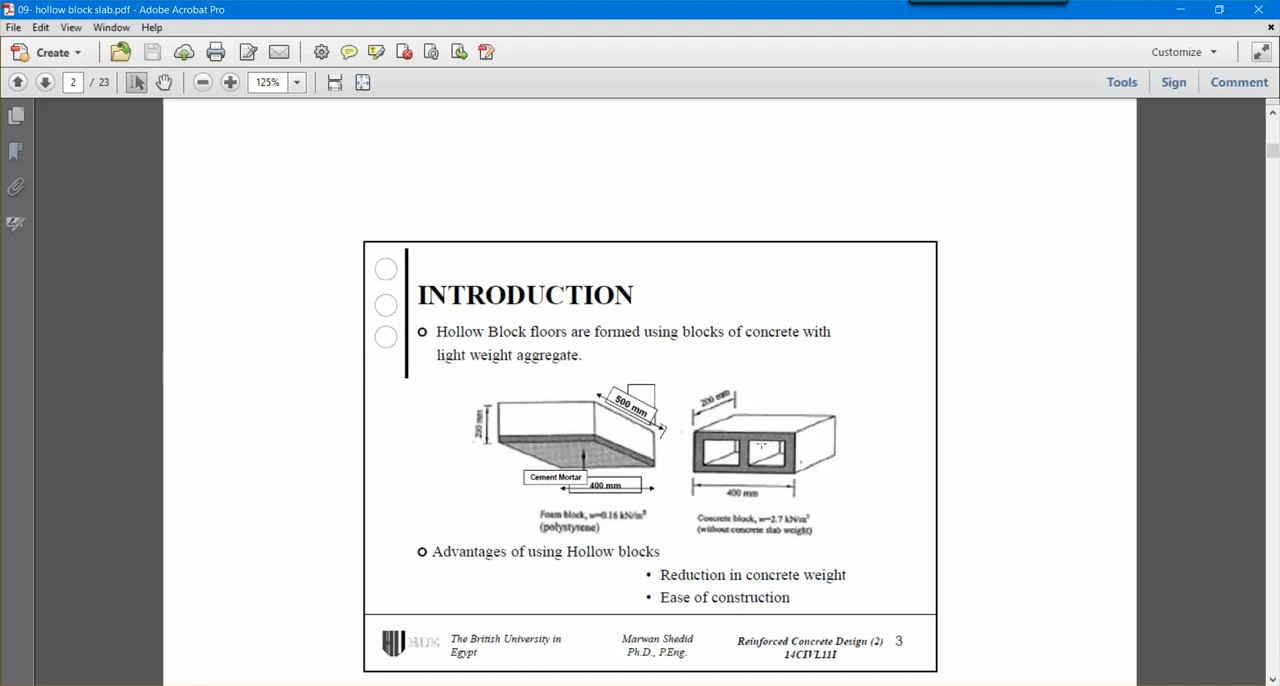 09- hollow block slab.pdf - Adobe Acrobat Pro
File Edit View Window Help
Create Customize
2 / 23 125% Tools Sign Comment
INTRODUCTION
Hollow Block floors are formed using blocks of concrete with
light weight aggregate.
500 mm
200 mm
200 mm
Cement Mortar
400 mm
400 mm
Foam block, w=0.16 kN/m³
(polystyrene)
Concrete block, w=2.7 kN/m²
(without concrete slab weight)
Advantages of using Hollow blocks
• Reduction in concrete weight
• Ease of construction
BUE
The British University in
Egypt
Marwan Shedid
Ph.D., P.Eng.
Reinforced Concrete Design (2)
14CIVL11I
3